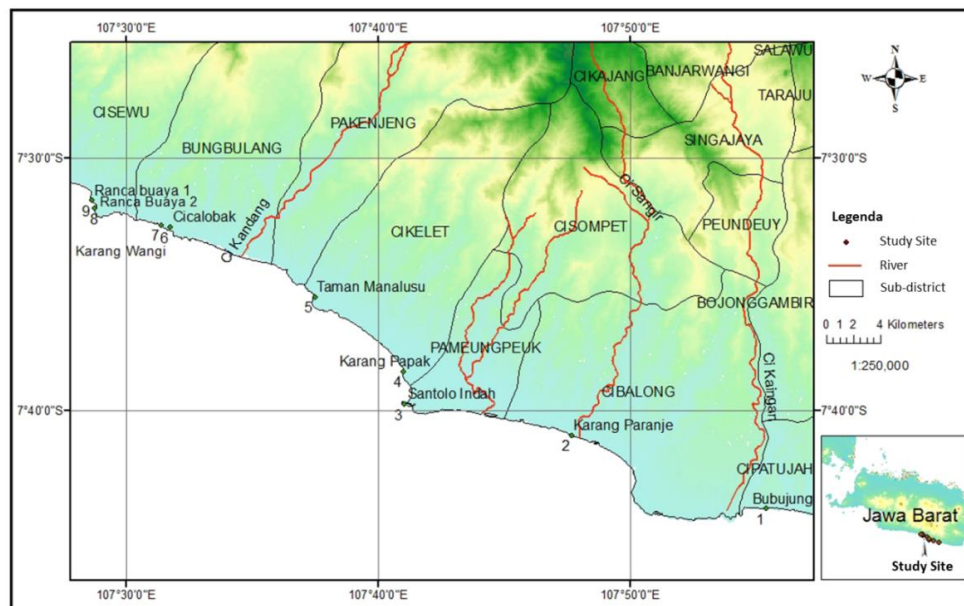 107°30'0"E
107°40'0"E
107°50'0"E
N
W E
S
SALAWU
CIKAJANG
BANJARWANGI
TARAJU
CISEWU
PAKENJENG
BUNGBULANG
SINGAJAYA
7°30'0"S
7°30'0"S
Ci Sangir
Ranca buaya 1
9
Ranca Buaya 2
8
Cicalobak
76
Karang Wangi
Ci Kandang
CIKELET
CISOMPET
PEUNDEUY
Legenda
Study Site
River
Sub-district
0 1 2 4 Kilometers
1:250,000
Taman Manalusu
5
BOJONGGAMBIR
PAMEUNGPEUK
Karang Papak
4
Ci Kaingan
Santolo Indah
3
CIBALONG
7°40'0"S
7°40'0"S
Karang Paranje
2
CIPATUJAH
Bubujung
1
Jawa Barat
Study Site
107°30'0"E
107°40'0"E
107°50'0"E